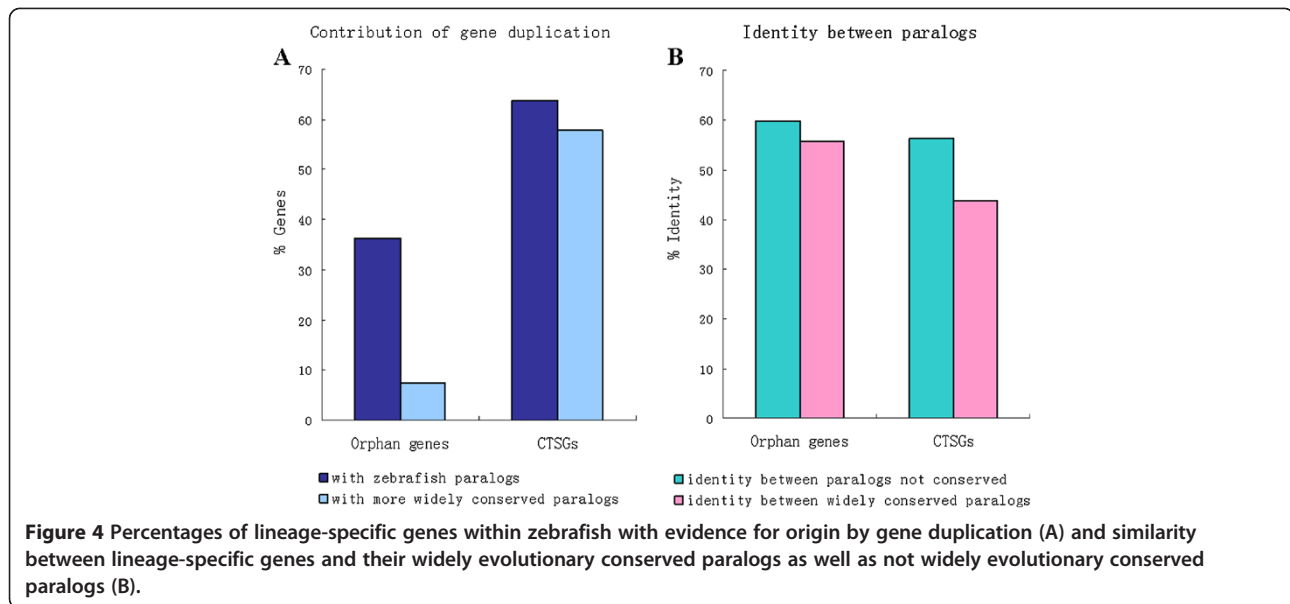 Contribution of gene duplication
A
70
60
50
40
30
20
10
0
% Genes
Orphan genes
CTSGs
with zebrafish paralogs
with more widely conserved paralogs
Identity between paralogs
B
70
60
50
40
30
20
10
0
% Identity
Orphan genes
CTSGs
identity between paralogs not conserved
identity between widely conserved paralogs
Figure 4 Percentages of lineage-specific genes within zebrafish with evidence for origin by gene duplication (A) and similarity
between lineage-specific genes and their widely evolutionary conserved paralogs as well as not widely evolutionary conserved
paralogs (B).